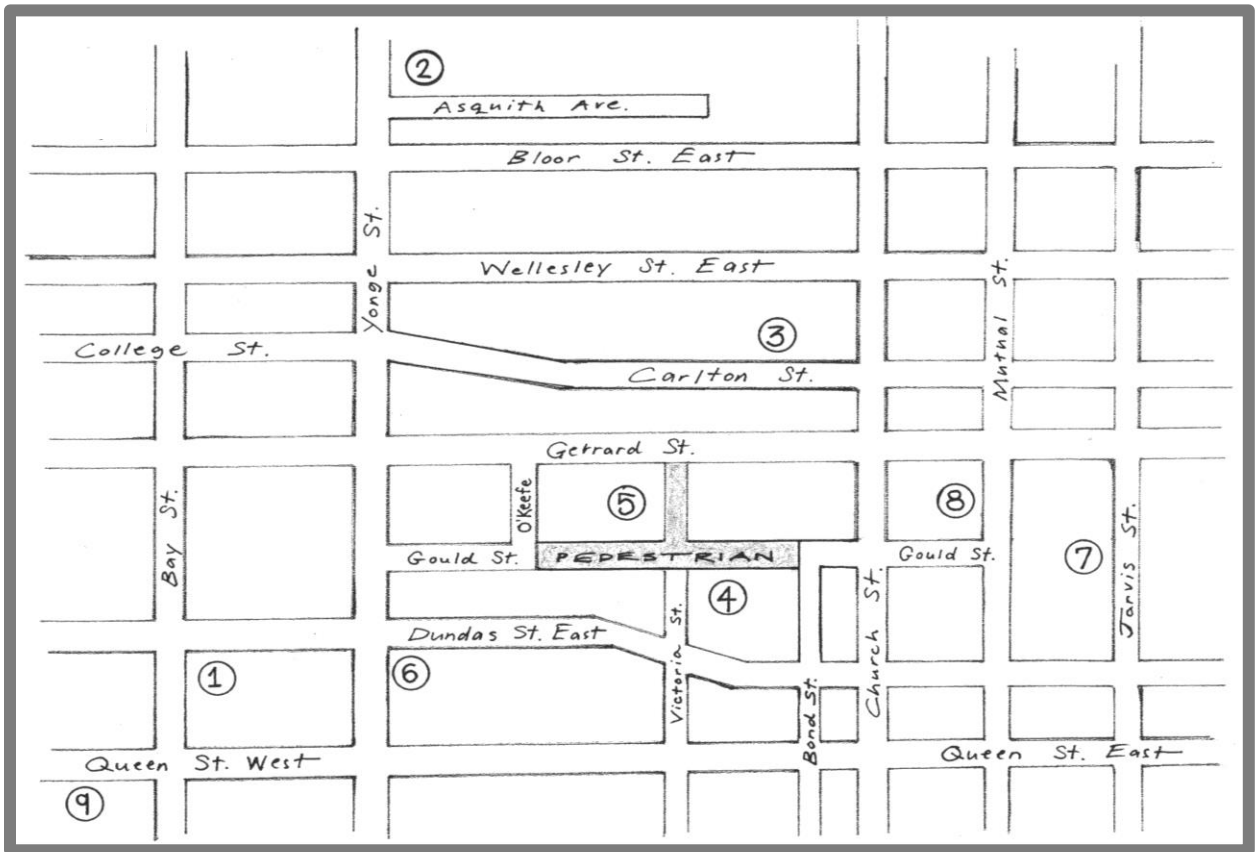 ②
Asquith Ave.
Bloor St. East
Yonge St.
Wellesley St. East
Mutual St.
③
College St.
Carlton St.
Gerrard St.
Bay St.
O'Keefe
⑤
⑧
Jarvis St.
Gould St.
PEDESTRIAN
Gould St.
⑦
④
Church St.
Victoria St.
Dundas St. East
①
⑥
Bond St.
Queen St. West
Queen St. East
⑨